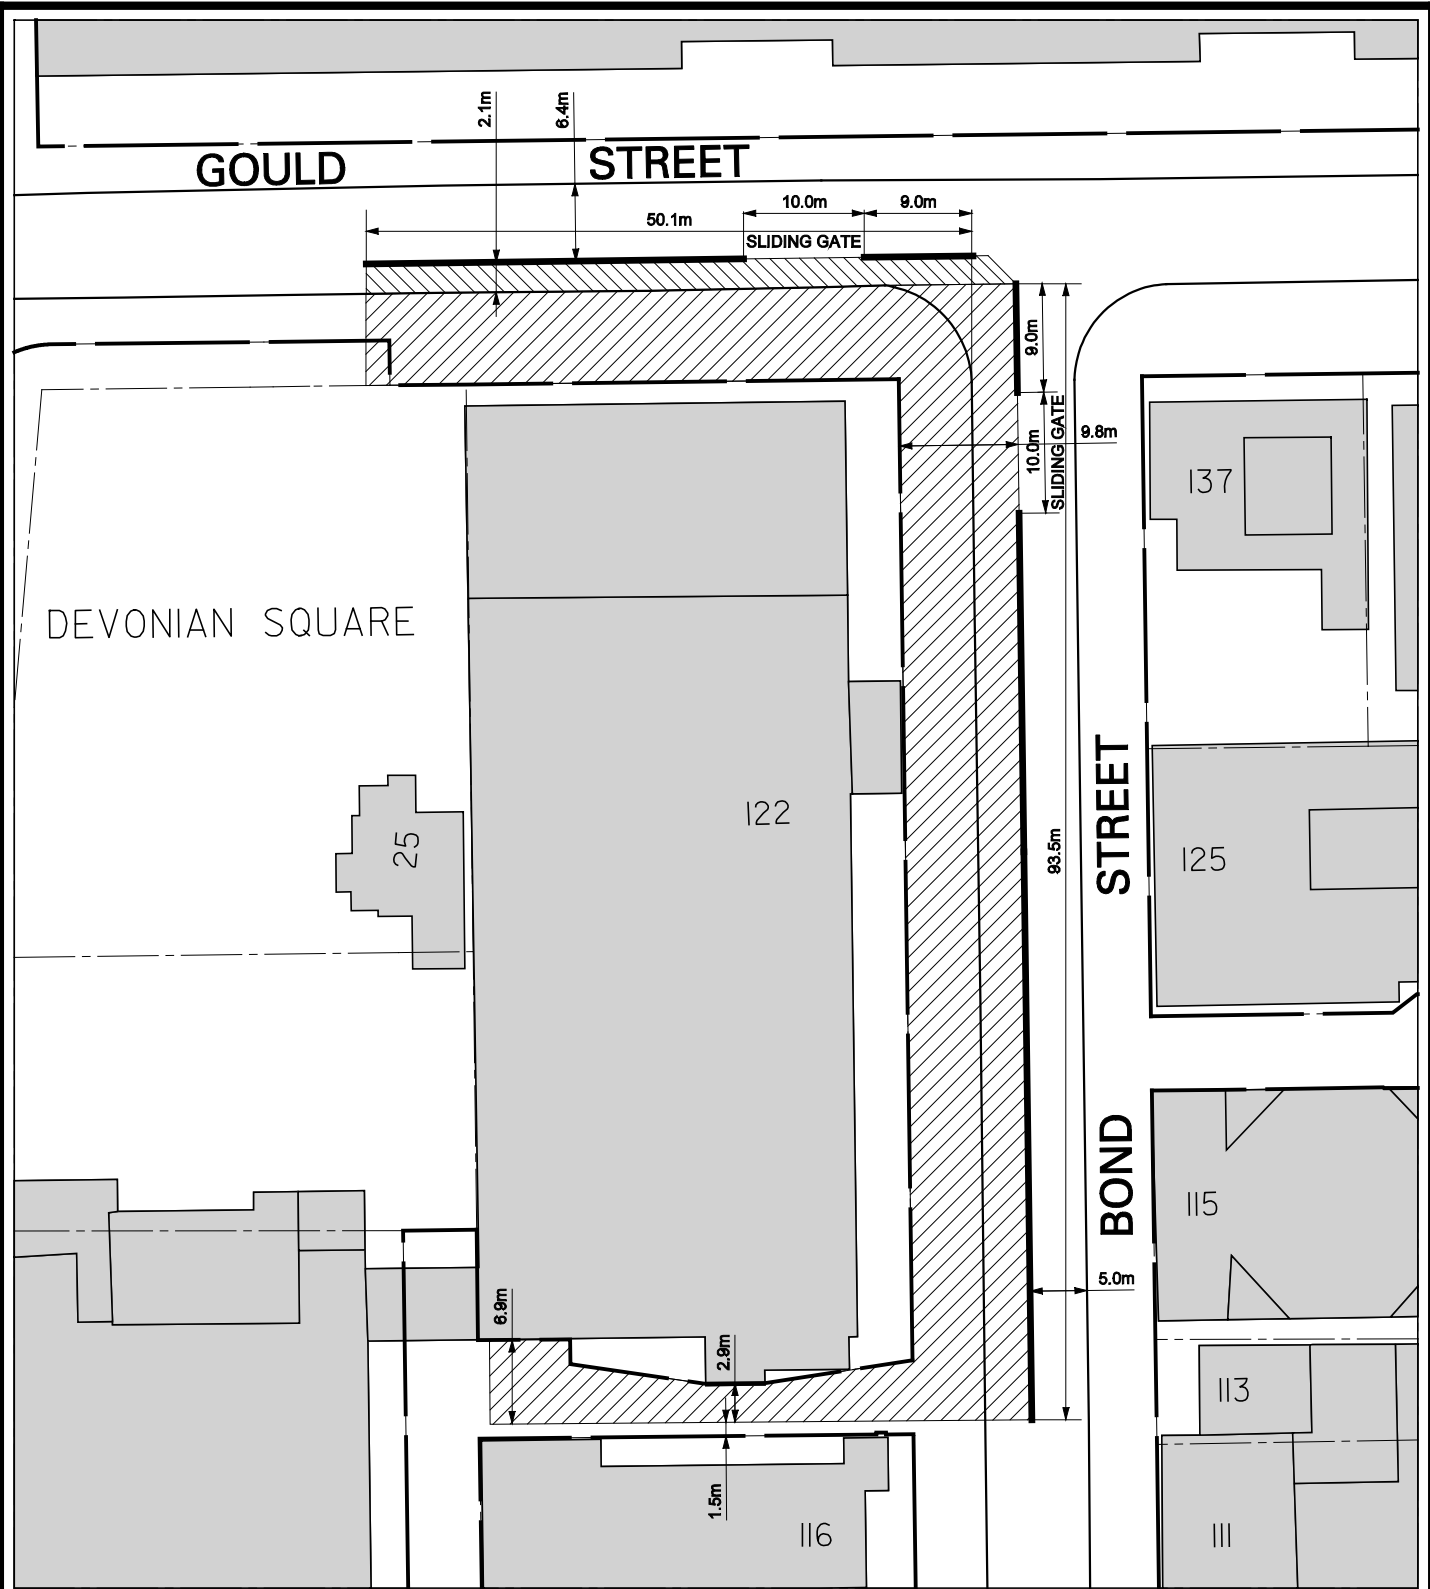 2.1m
6.4m
GOULD STREET
10.0m
9.0m
50.1m
SLIDING GATE
9.0m
10.0m
SLIDING GATE
9.8m
137
DEVONIAN SQUARE
122
25
STREET
125
93.5m
BOND
115
5.0m
6.9m
2.9m
113
1.5m
116
111